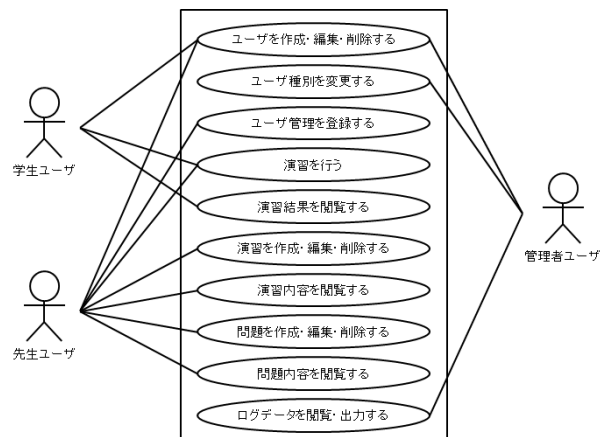 ユーザを作成・編集・削除する
ユーザ種別を変更する
ユーザ管理を登録する
演習を行う
演習結果を閲覧する
演習を作成・編集・削除する
演習内容を閲覧する
問題を作成・編集・削除する
問題内容を閲覧する
ログデータを閲覧・出力する
学生ユーザ
先生ユーザ
管理者ユーザ